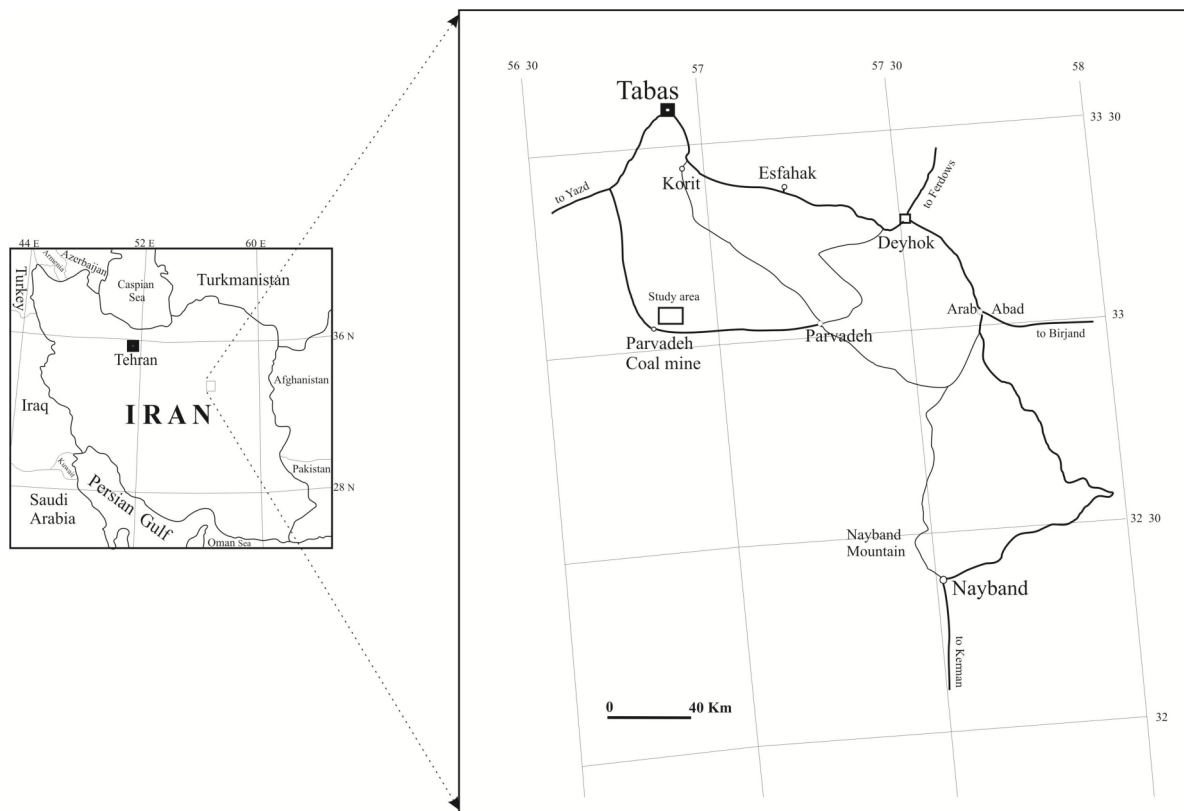 44 E
52 E
60 E
Turkey
Armenia
Azerbaijan
Caspian
Sea
Turkmenistan
36 N
Tehran
Afghanistan
Iraq
IRAN
Kuwait
Pakistan
Saudi
Arabia
Persian Gulf
28 N
Oman Sea
56 30
57
57 30
58
Tabas
33 30
to Yazd
Korit
Esfahak
to Ferdows
Deyhok
Study area
Arab Abad
33
to Birjand
Parvadeh
Coal mine
Parvadeh
32 30
Nayband
Mountain
Nayband
to Kerman
0 40 Km
32